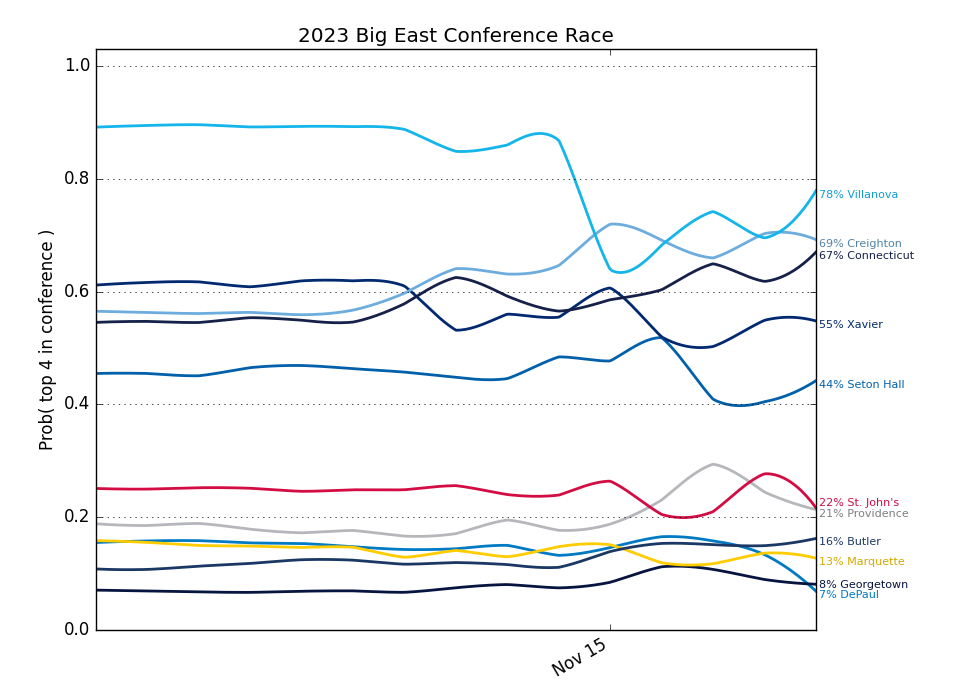 2023 Big East Conference Race
Prob( top 4 in conference )
1.0
0.8
0.6
0.4
0.2
0.0
Nov 15
78% Villanova
69% Creighton
67% Connecticut
55% Xavier
44% Seton Hall
22% St. John's
21% Providence
16% Butler
13% Marquette
8% Georgetown
7% DePaul